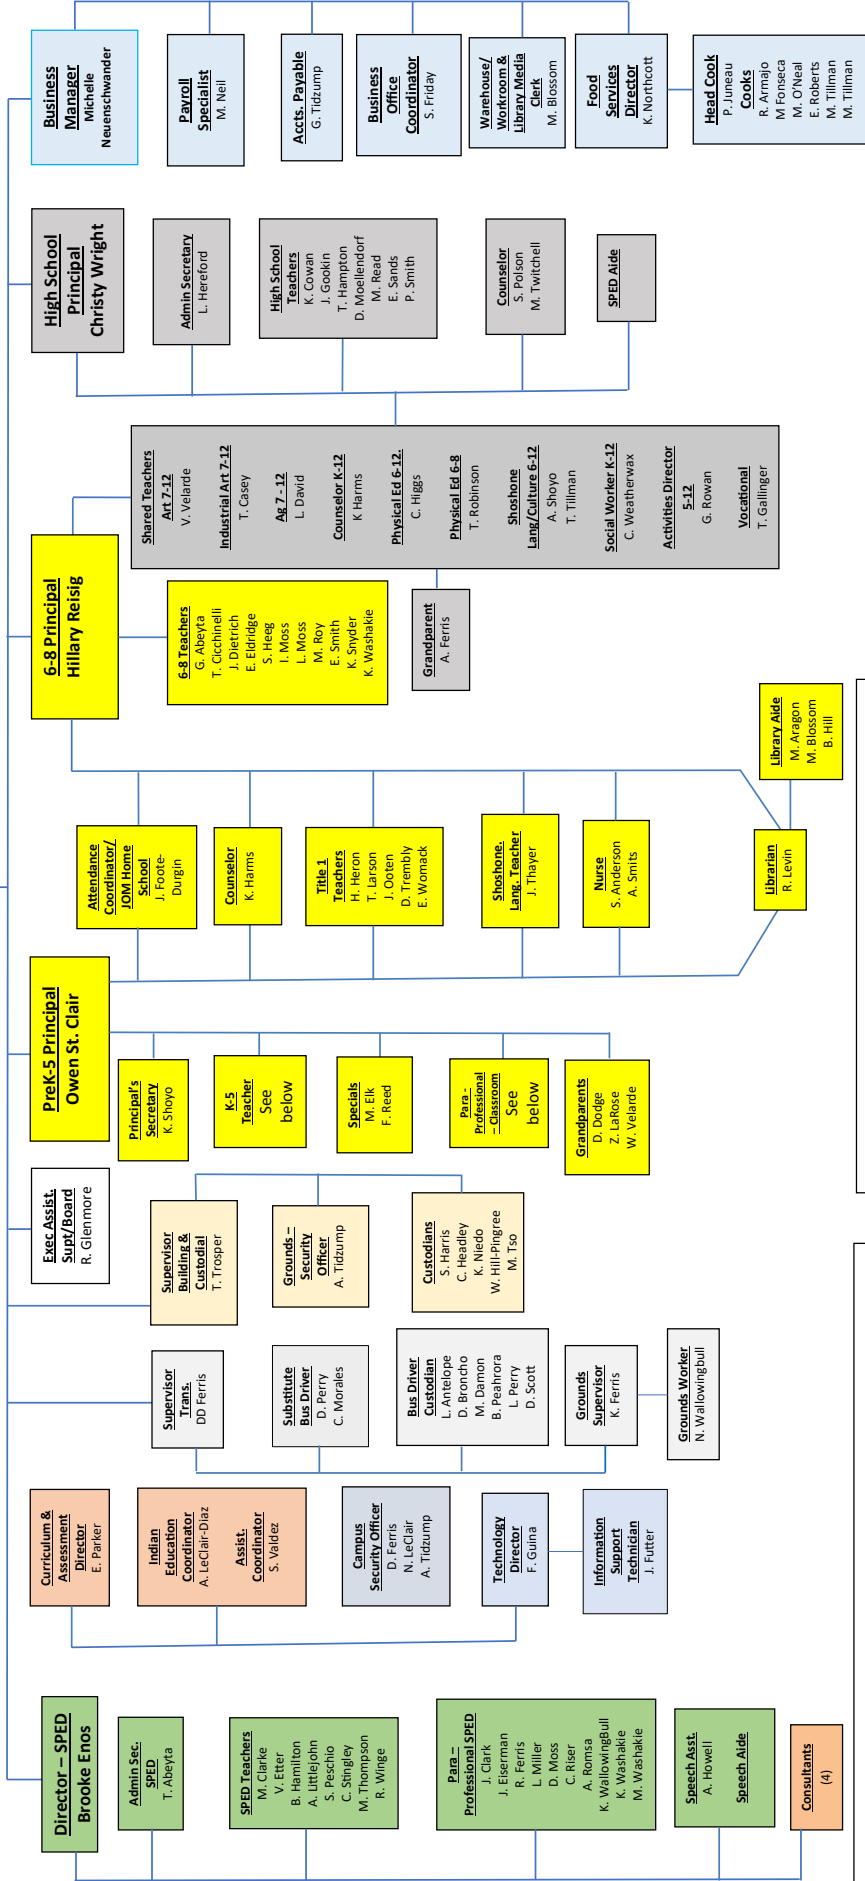 Director – SPED
Brooke Enos
Admin Sec.
SPED
T. Abeyta
SPED Teachers
M. Clarke
V. Etter
B. Hamilton
A. Littlejohn
S. Peschio
C. Stingley
M. Thompson
R. Winge
Para –
Professional SPED
J. Clark
J. Eiserman
R. Ferris
L. Miller
D. Moss
C. Riser
A. Romsa
K. WallowingBull
K. Washakie
M. Washakie
Speech Asst.
A. Howell
Speech Aide
Consultants
(4)
Curriculum &
Assessment
Director
E. Parker
Indian
Education
Coordinator
A. LeClair-Diaz
Assist.
Coordinator
S. Valdez
Campus
Security Officer
D. Ferris
N. LeClair
A. Tidzump
Technology
Director
F. Guina
Information
Support
Technician
J. Futter
Supervisor
Trans.
DD Ferris
Substitute
Bus Driver
D. Perry
C. Morales
Bus Driver
Custodian
L. Antelope
D. Broncho
M. Damon
B. Peahrora
L. Perry
D. Scott
Grounds
Supervisor
K. Ferris
Grounds Worker
N. Wallowingbull
Exec Assist.
Supt/Board
R. Glenmore
Supervisor
Building &
Custodial
T. Trosper
Grounds –
Security
Officer
A. Tidzump
Custodians
S. Harris
C. Headley
K. Niedo
W. Hill-Pingree
M. Tso
PreK-5 Principal
Owen St. Clair
Principal's
Secretary
K. Shoyo
K-5
Teacher
See
below
Specials
M. Elk
F. Reed
Para -
Professional
– Classroom
See
below
Grandparents
D. Dodge
Z. LaRose
W. Velarde
Attendance
Coordinator/
JOM Home
School
J. Foote-
Durgin
Counselor
K. Harms
Title 1
Teachers
H. Heron
T. Larson
J. Ooten
D. Trembly
E. Womack
Shoshone.
Lang. Teacher
J. Thayer
Nurse
S. Anderson
A. Smits
Librarian
R. Levin
Library Aide
M. Aragon
M. Blossom
B. Hill
6-8 Principal
Hillary Reisig
6-8 Teachers
G. Abeyta
T. Cicchinelli
J. Dietrich
E. Eldridge
S. Heeg
I. Moss
L. Moss
M. Roy
E. Smith
K. Snyder
K. Washakie
Grandparent
A. Ferris
Shared Teachers
Art 7-12
V. Velarde
Industrial Art 7-12
T. Casey
Ag 7 - 12
L. David
Counselor K-12
K Harms
Physical Ed 6-12.
C. Higgs
Physical Ed 6-8
T. Robinson
Shoshone
Lang/Culture 6-12
A. Shoyo
T. Tillman
Social Worker K-12
C. Weatherwax
Activities Director
5-12
G. Rowan
Vocational
T. Gallinger
High School
Principal
Christy Wright
Admin Secretary
L. Hereford
High School
Teachers
K. Cowan
J. Gookin
T. Hampton
D. Moellendorf
M. Read
E. Sands
P. Smith
Counselor
S. Polson
M. Twitchell
SPED Aide
Business
Manager
Michelle
Neuenschwander
Payroll
Specialist
M. Neil
Accts. Payable
G. Tidzump
Business
Office
Coordinator
S. Friday
Warehouse/
Workroom &
Library Media
Clerk
M. Blossom
Food
Services
Director
K. Northcott
Head Cook
P. Juneau
Cooks
R. Armajo
M Fonseca
M. O'Neal
E. Roberts
M. Tillman
M. Tillman